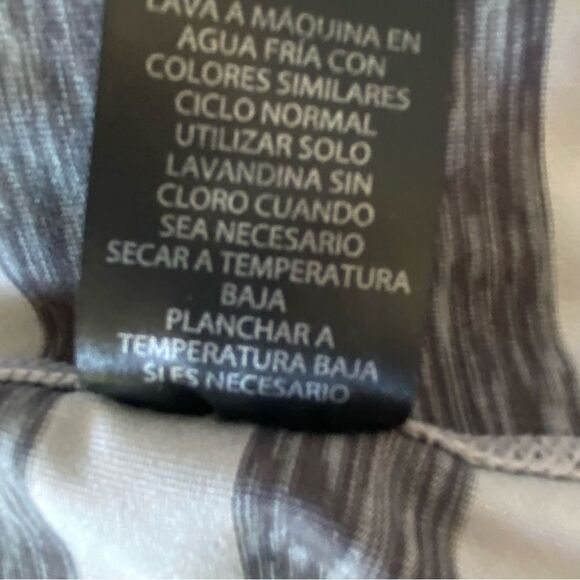 LAVA A MÁQUINA EN
AGUA FRÍA CON
COLORES SIMILARES
CICLO NORMAL
UTILIZAR SOLO
LAVANDINA SIN
CLORO CUANDO
SEA NECESARIO
SECAR A TEMPERATURA
BAJA
PLANCHAR A
TEMPERATURA BAJA
SI ES NECESARIO